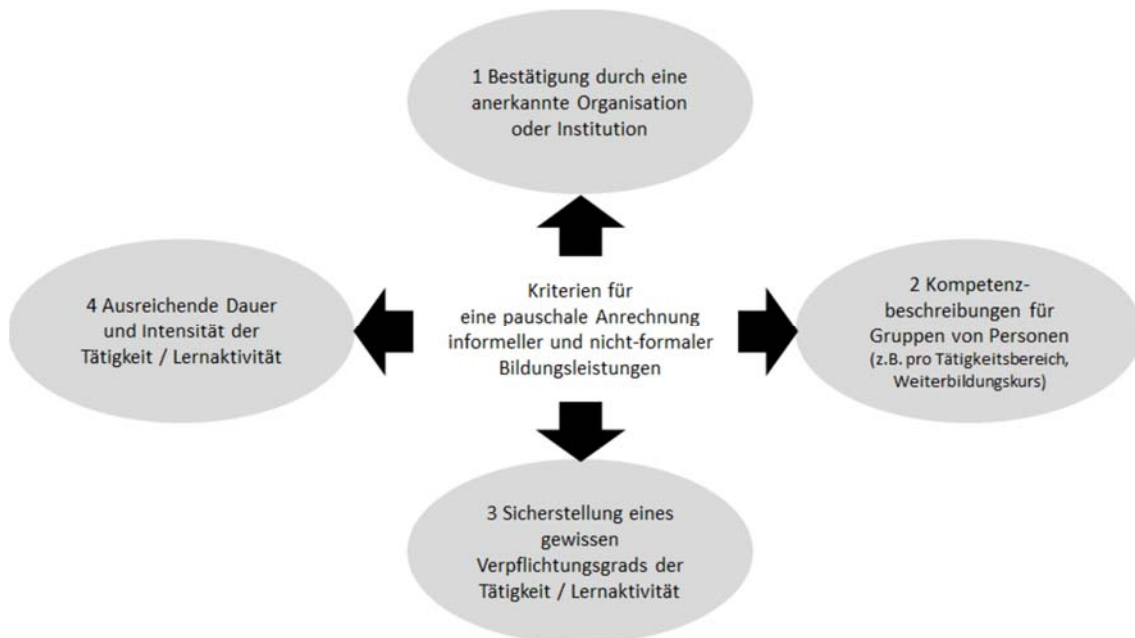 1 Bestätigung durch eine
anerkannte Organisation
oder Institution
4 Ausreichende Dauer
und Intensität der
Tätigkeit / Lernaktivität
Kriterien für
eine pauschale Anrechnung
informeller und nicht-formaler
Bildungsleistungen
2 Kompetenz-
beschreibungen für
Gruppen von Personen
(z.B. pro Tätigkeitsbereich,
Weiterbildungskurs)
3 Sicherstellung eines
gewissen
Verpflichtungsgrads der
Tätigkeit / Lernaktivität